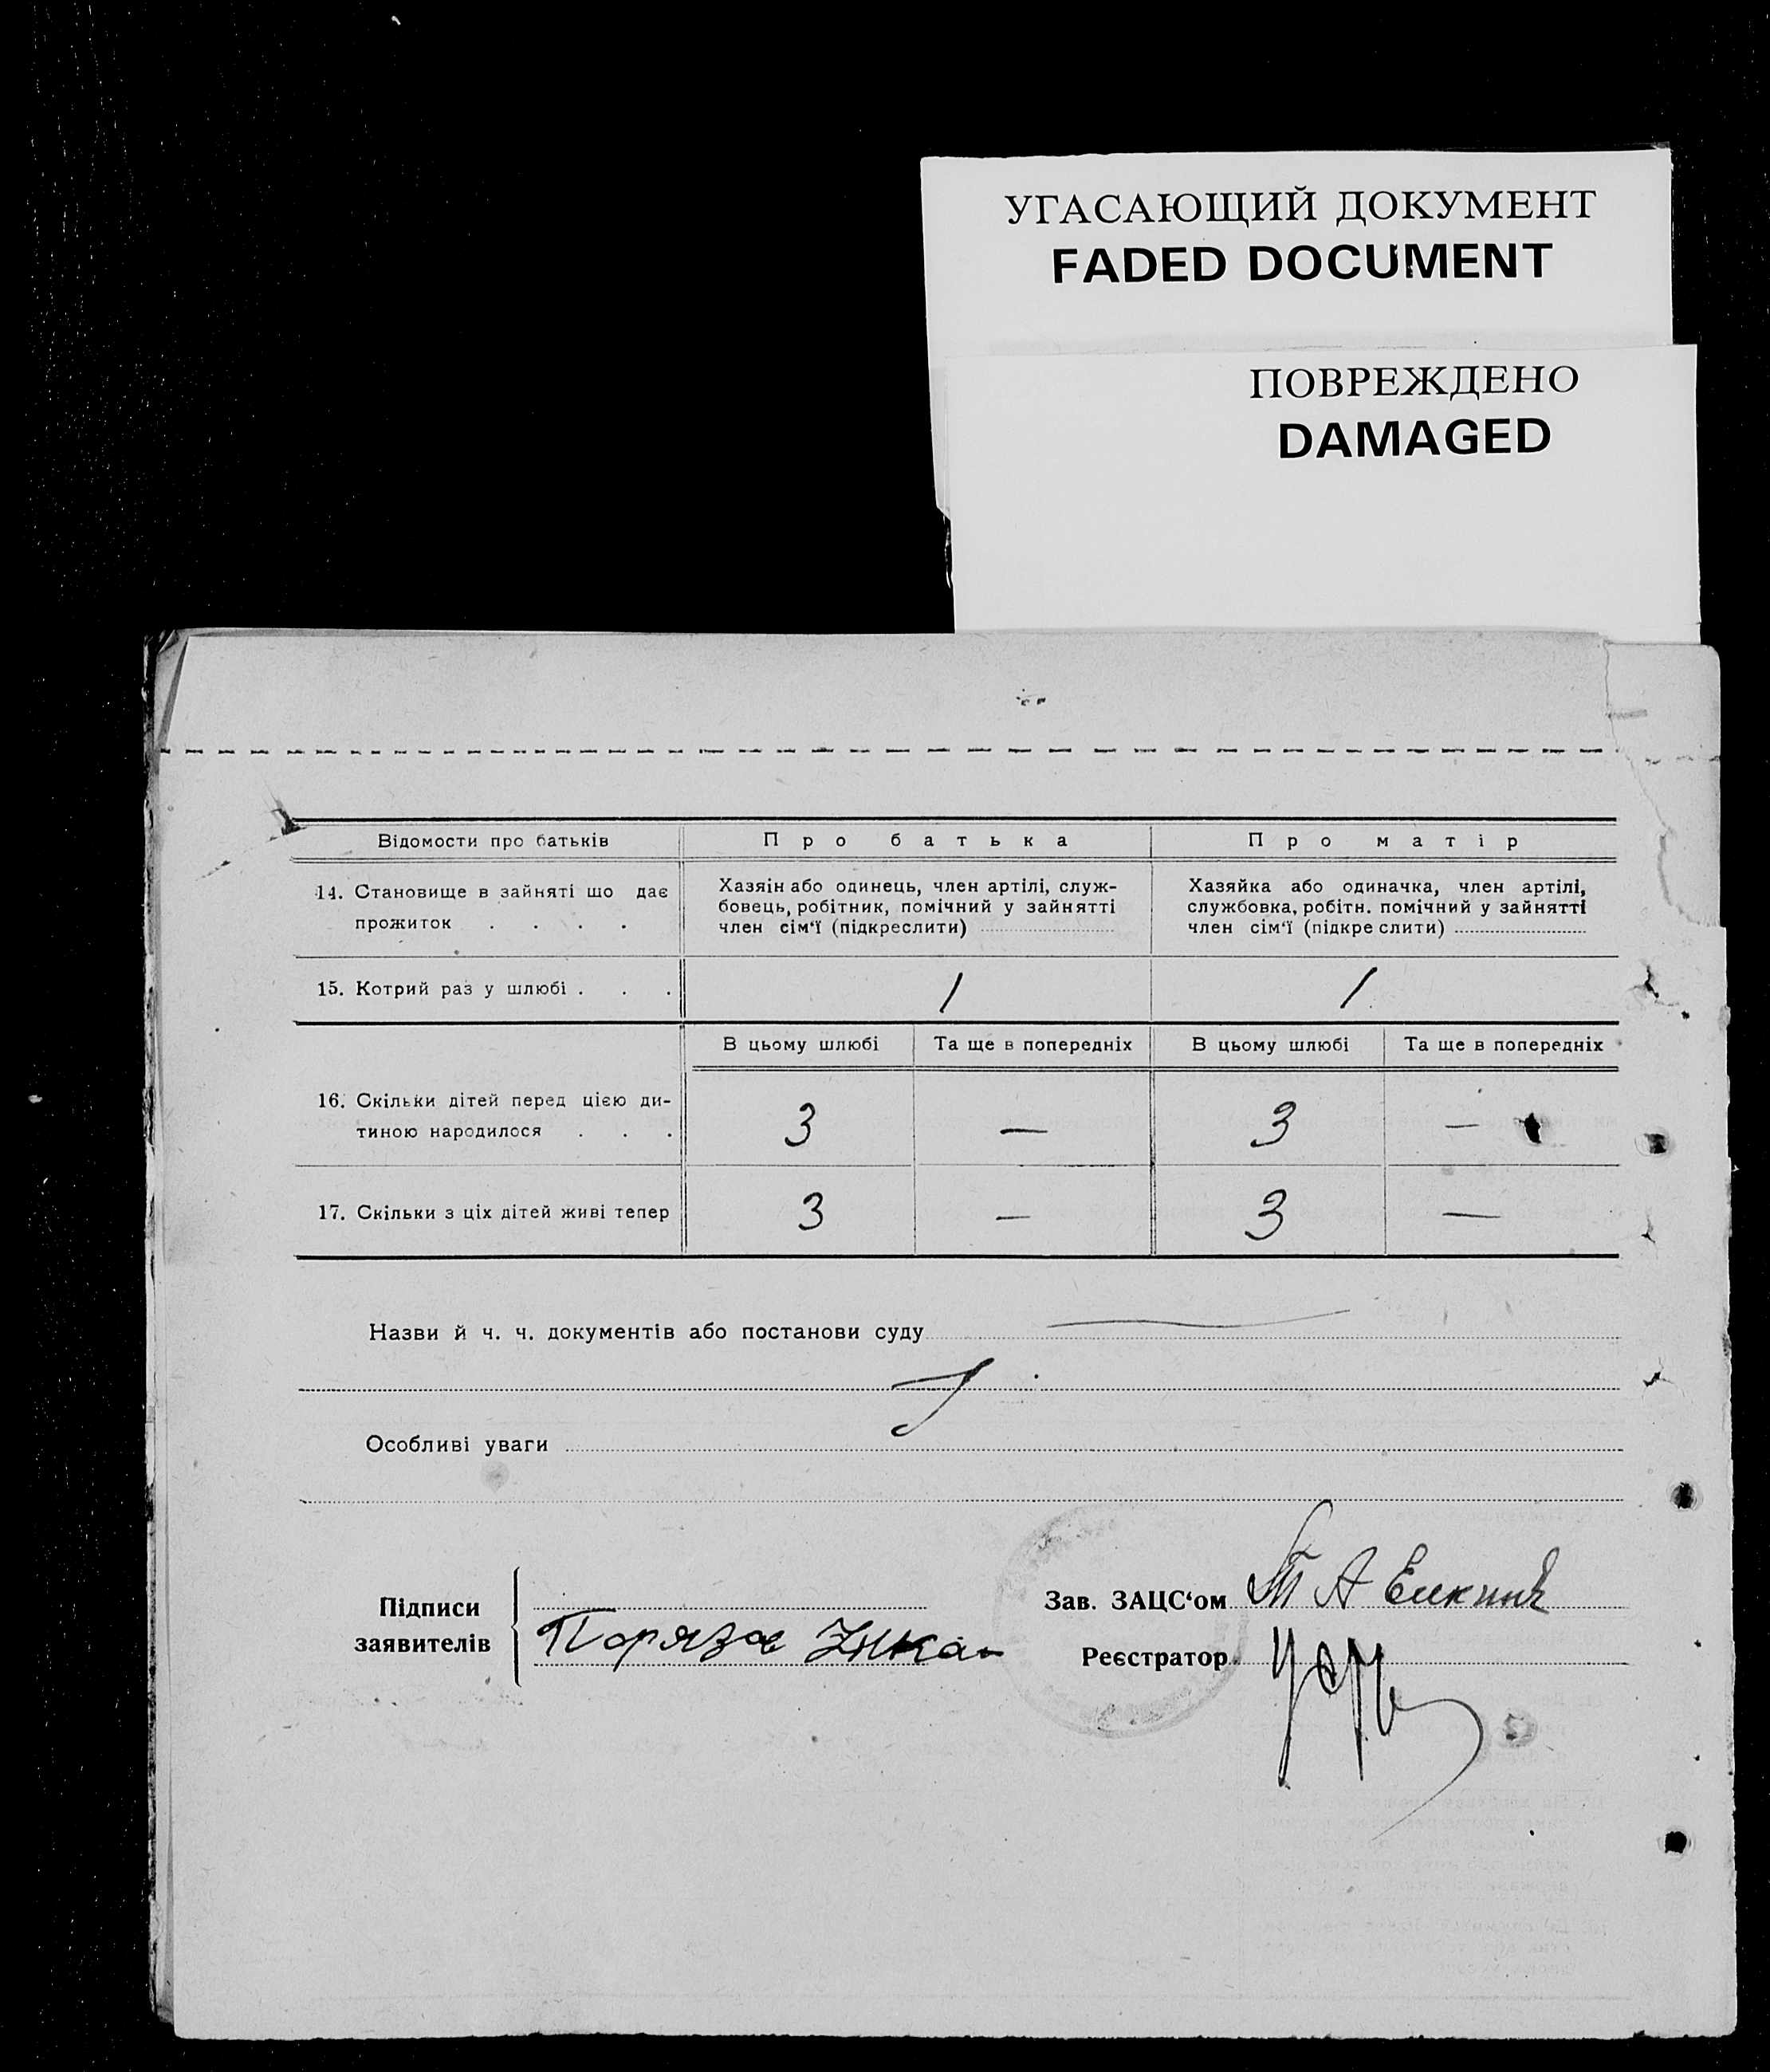 УГАСАЮЩИЙ ДОКУМЕНТ
FADED DOCUMENT
ПОВРЕЖДЕНО
DAMAGED
Відомости про батьків
Про батька
Про матір
14. Становище в зайняті що дає
прожиток . . . .
Хазяїн або одинець, член артілі, служ-
бовець, робітник, помічний у зайнятті
член сім‘ї (підкреслити)
Хазяйка або одиначка, член артілі,
службовка, робітн. помічний у зайнятті
член сім‘ї (підкреслити)
15. Котрий раз у шлюбі . . .
1
1
В цьому шлюбі
Та ще в попередніх
В цьому шлюбі
Та ще в попередніх
16. Скільки дітей перед цією ди-
тиною народилося . . .
3
—
3
—
17. Скільки з ціх дітей живі тепер
3
—
3
—
Назви й ч. ч. документів або постанови суду
Особливі уваги
Підписи
заявителів
Зав. ЗАЦС‘ом
Реєстратор